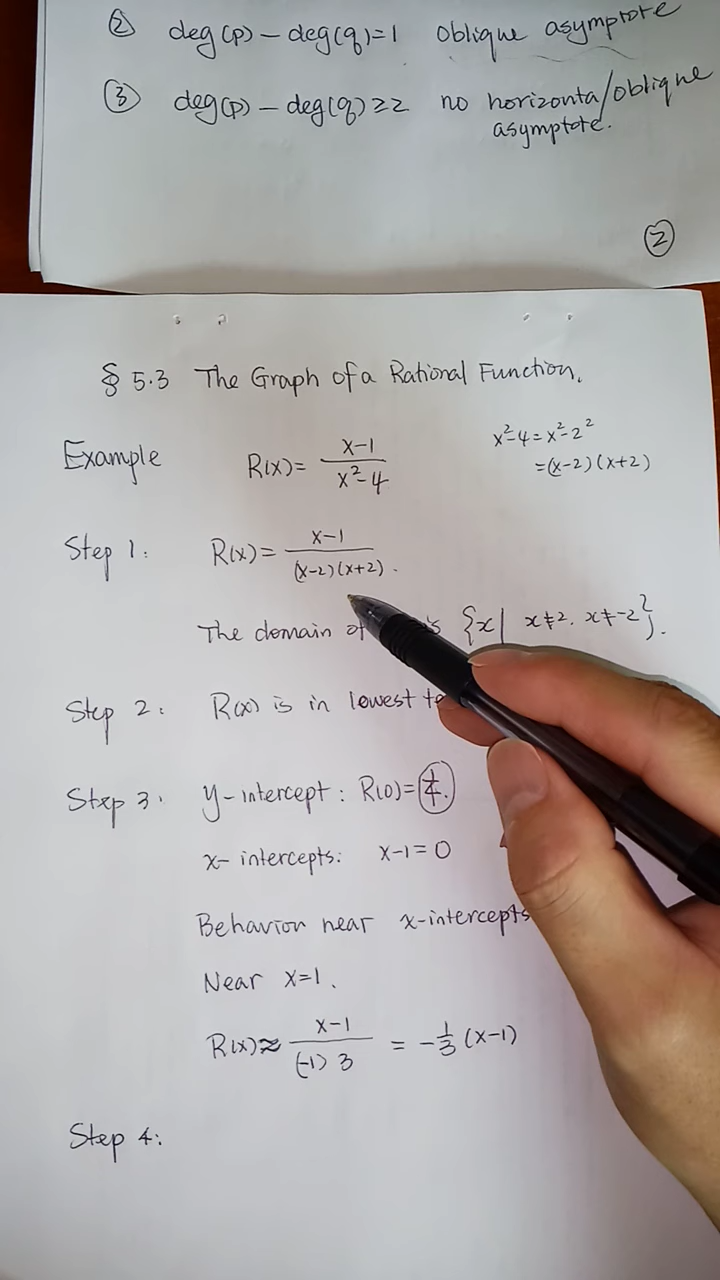 ② deg(p) - deg(q)=1 oblique asymptote
③ deg(p) - deg(q) ≥2 no horizontal/oblique
asymptote.
②
§ 5.3 The Graph of a Rational Function.
Example R(x)= (x-1)/(x²-4)
x²-4=x²-2²
=(x-2)(x+2)
Step 1: R(x)= (x-1)/((x-2)(x+2)).
The domain of {x| x≠2. x≠-2}.
Step 2: R(x) is in lowest
Step 3. y-intercept: R(0)=1/4.
x- intercepts: x-1=0
Behavior near x-intercepts
Near x=1.
R(x)≈ (x-1)/((-1) 3) = -1/3 (x-1)
Step 4: